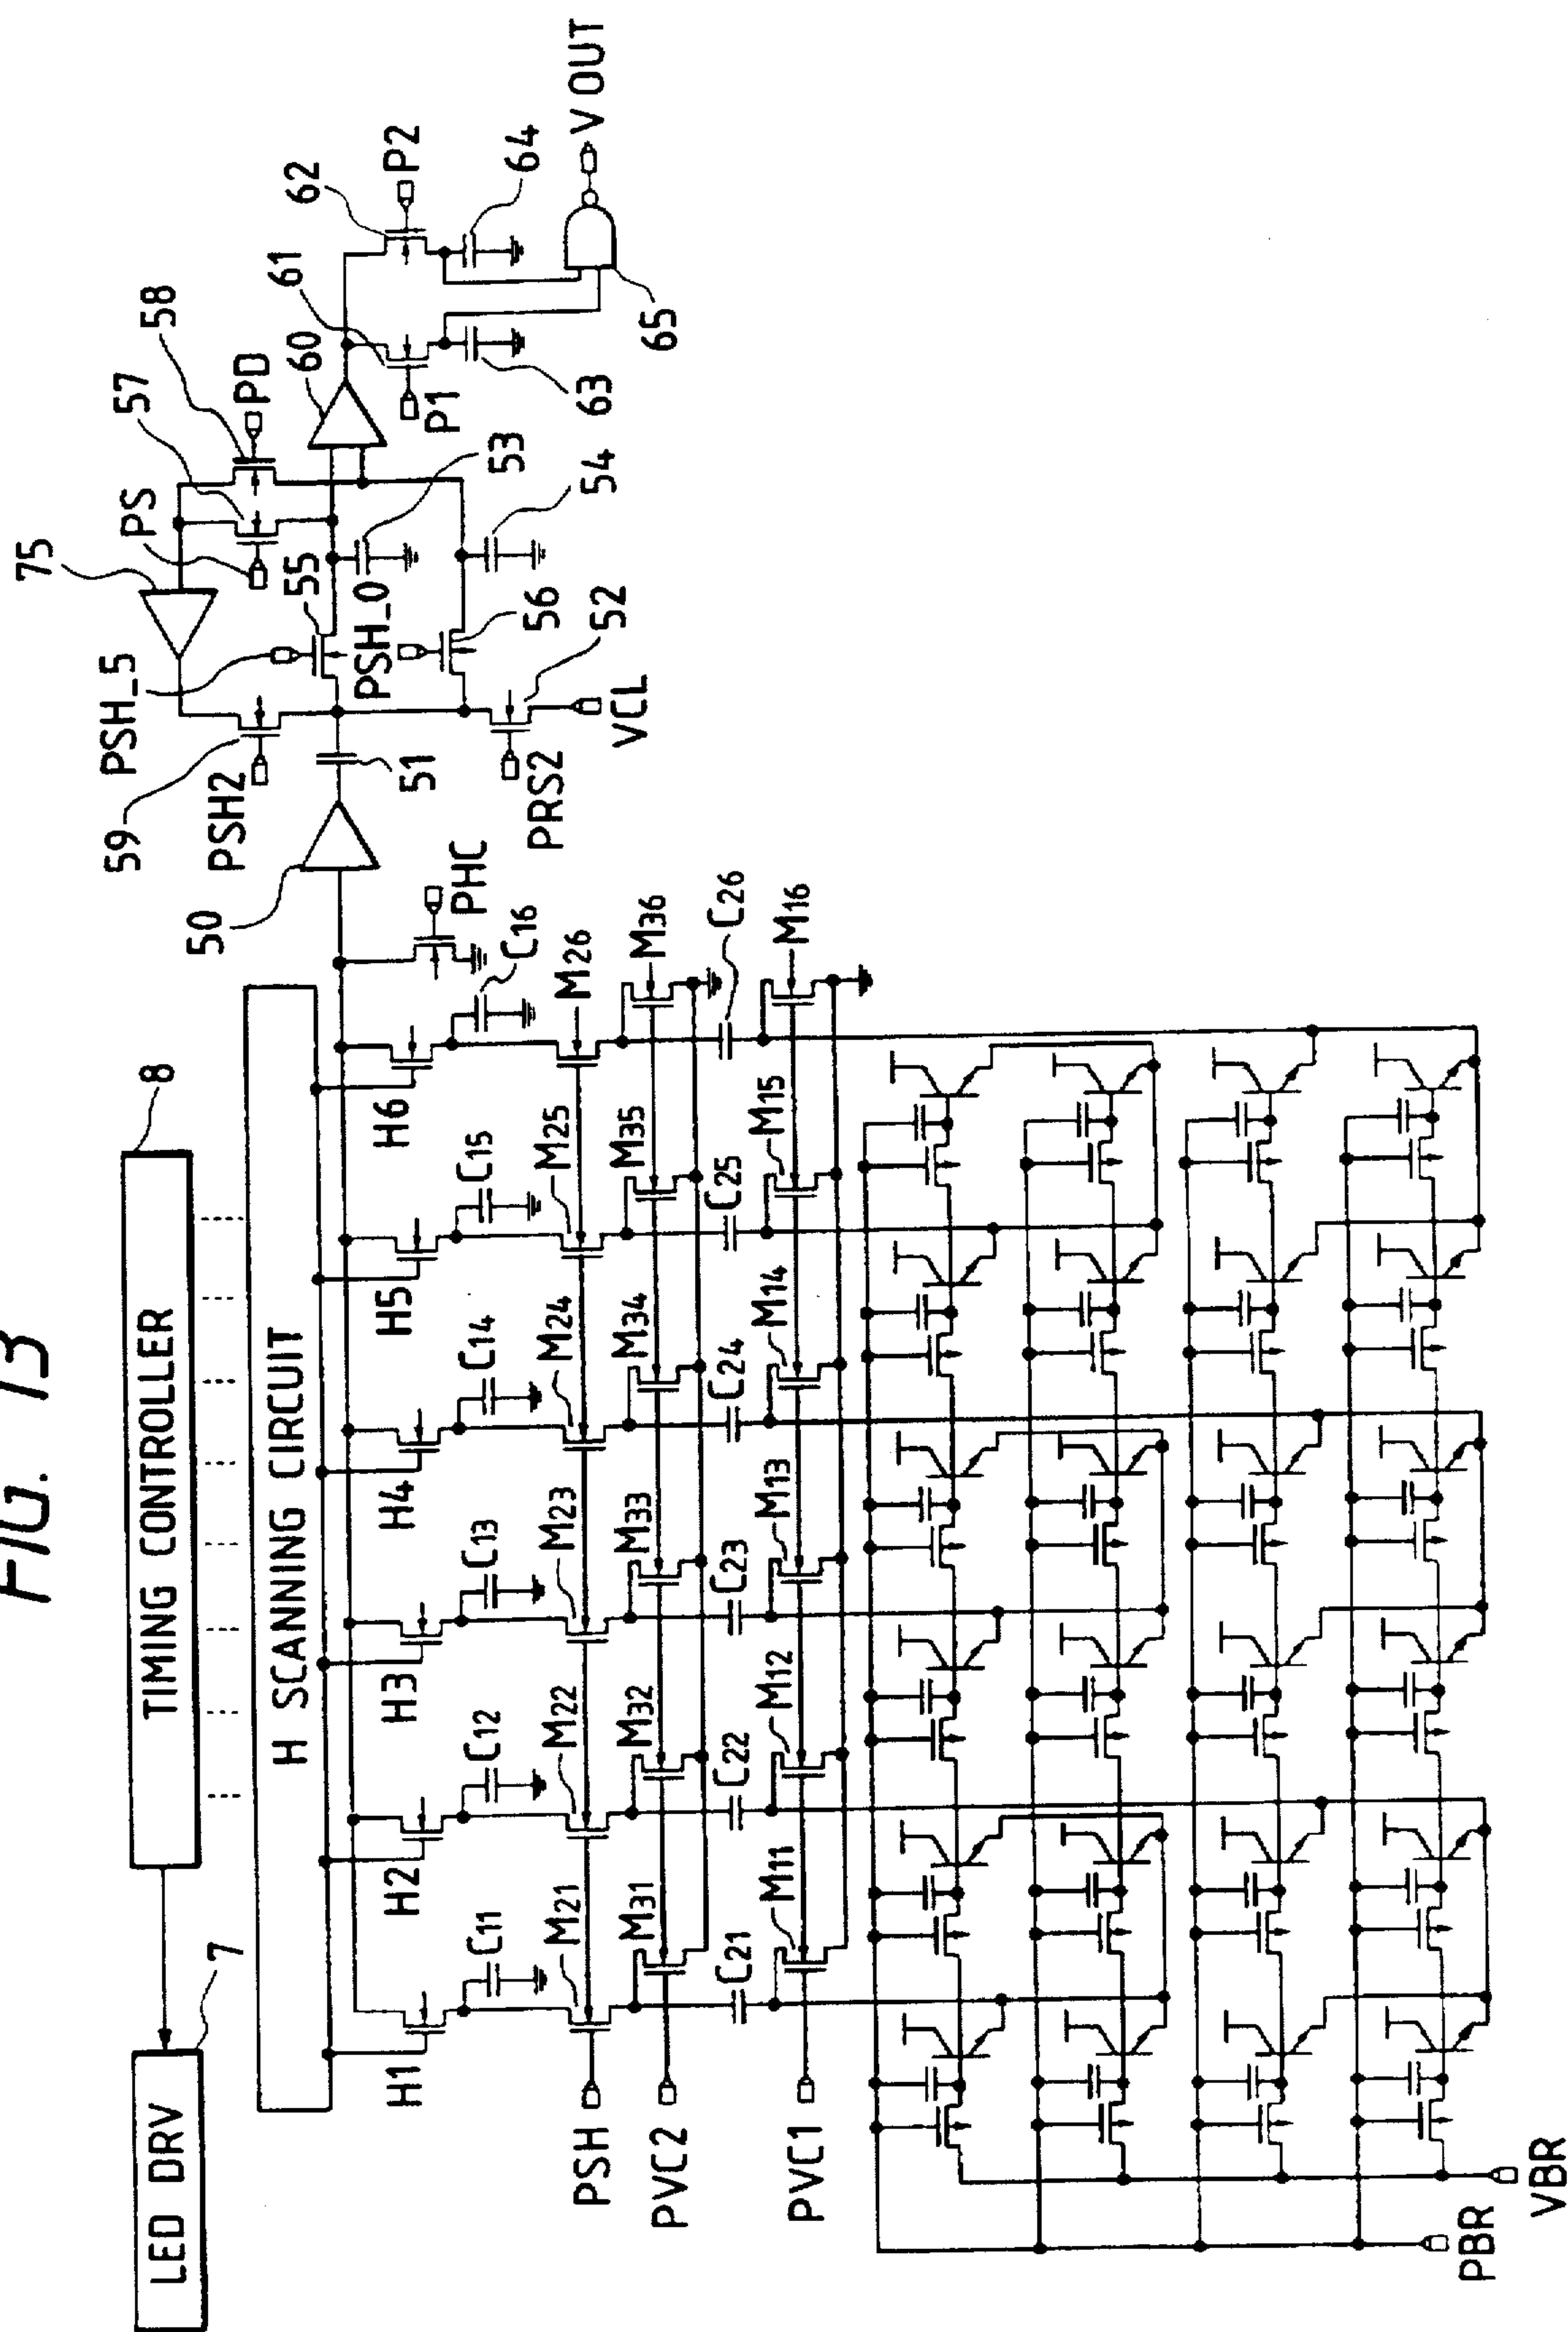 FIG. 13
LED DRV
7
TIMING CONTROLLER
8
H SCANNING CIRCUIT
H1
H2
H3
H4
H5
H6
C11
C12
C13
C14
C15
C16
PHC
PSH
M21
M22
M23
M24
M25
M26
PVC2
M31
M32
M33
M34
M35
M36
C21
C22
C23
C24
C25
C26
PVC1
M11
M12
M13
M14
M15
M16
PBR
VBR
50
51
59
PSH2
PRS2
VCL
52
PSH_5
55
PSH_0
56
75
PS
57
58
PD
53
54
60
61
P1
63
62
P2
64
65
V OUT